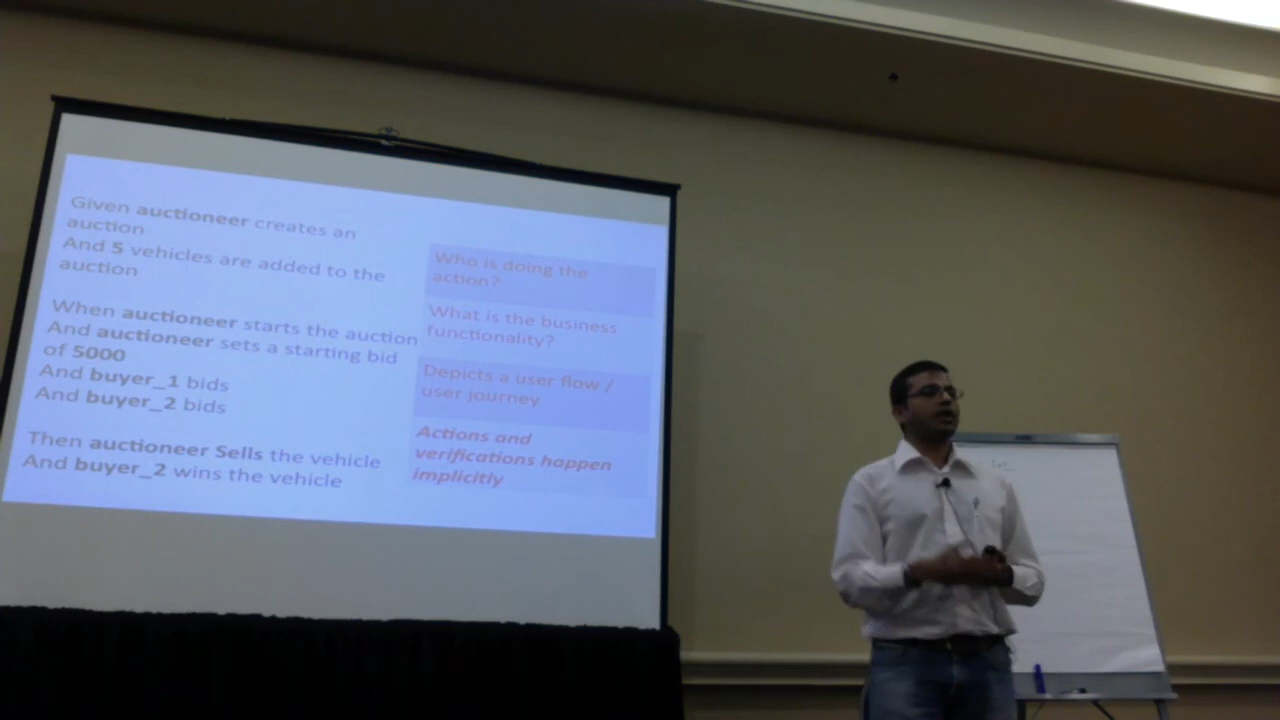 Given auctioneer creates an
auction
And 5 vehicles are added to the
auction
When auctioneer starts the auction
And auctioneer sets a starting bid
of 5000
And buyer_1 bids
And buyer_2 bids
Then auctioneer Sells the vehicle
And buyer_2 wins the vehicle
Who is doing the
action?
What is the business
functionality?
Depicts a user flow /
user journey
Actions and
verifications happen
implicitly